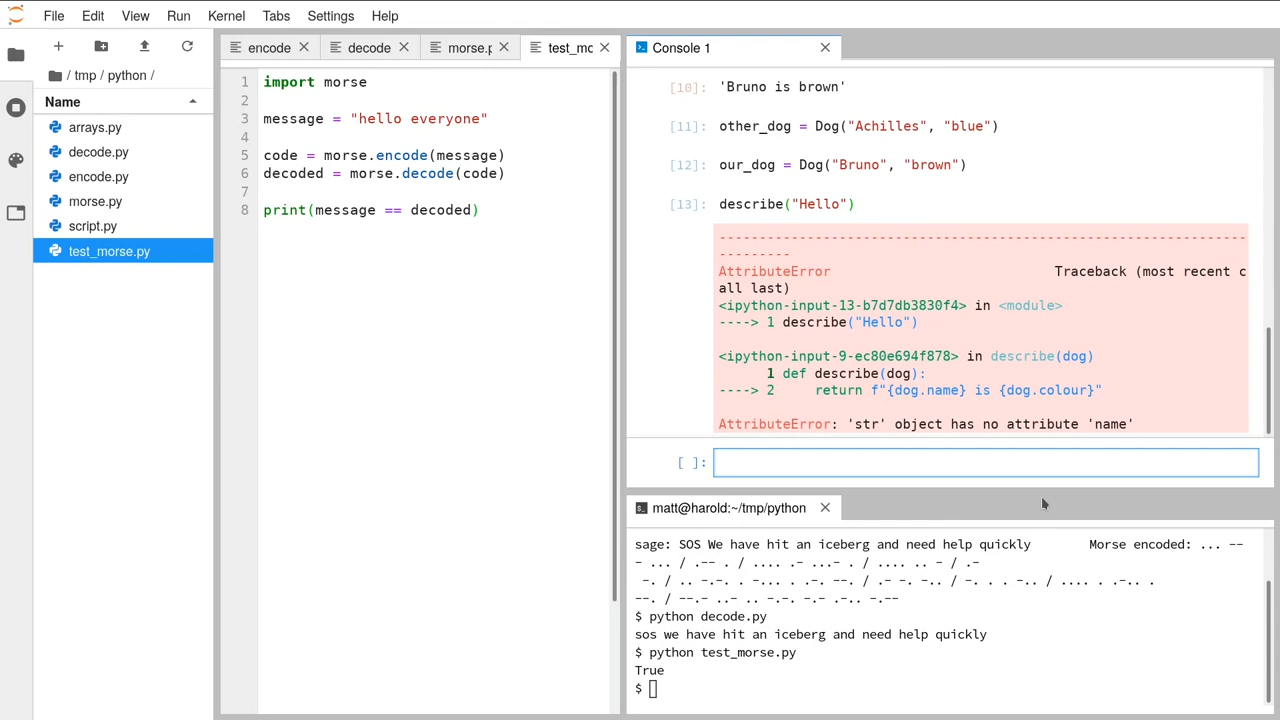 File Edit View Run Kernel Tabs Settings Help
/ tmp / python /
Name
arrays.py
decode.py
encode.py
morse.py
script.py
test_morse.py
encode
decode
morse.p
test_mo
1 import morse
2
3 message = "hello everyone"
4
5 code = morse.encode(message)
6 decoded = morse.decode(code)
7
8 print(message == decoded)
Console 1
[10]: 'Bruno is brown'
[11]: other_dog = Dog("Achilles", "blue")
[12]: our_dog = Dog("Bruno", "brown")
[13]: describe("Hello")
---------------------------------------------------------------------------
AttributeError Traceback (most recent c
all last)
<ipython-input-13-b7d7db3830f4> in <module>
----> 1 describe("Hello")
<ipython-input-9-ec80e694f878> in describe(dog)
1 def describe(dog):
----> 2 return f"{dog.name} is {dog.colour}"
AttributeError: 'str' object has no attribute 'name'
[ ]:
matt@harold:~/tmp/python
sage: SOS We have hit an iceberg and need help quickly Morse encoded: ... --
- ... / .-- . / .... .- ...- . / .... .. - / .-
-. / .. -.-. . -... . .-. --. / .- -. -.. / -. . . -.. / .... . .-.. .
--. / --.- ..- .. -.-. -.- .-.. -.--
$ python decode.py
sos we have hit an iceberg and need help quickly
$ python test_morse.py
True
$